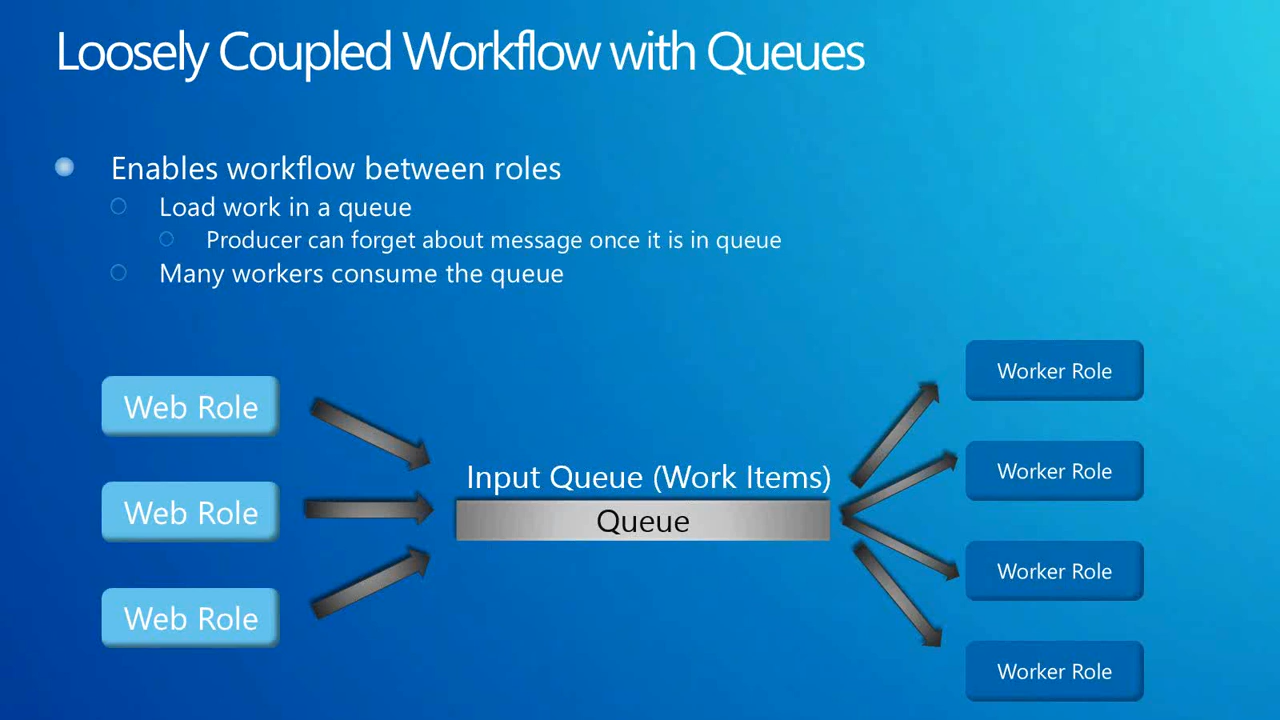 Loosely Coupled Workflow with Queues
Enables workflow between roles
Load work in a queue
Producer can forget about message once it is in queue
Many workers consume the queue
Web Role
Web Role
Web Role
Input Queue (Work Items)
Queue
Worker Role
Worker Role
Worker Role
Worker Role